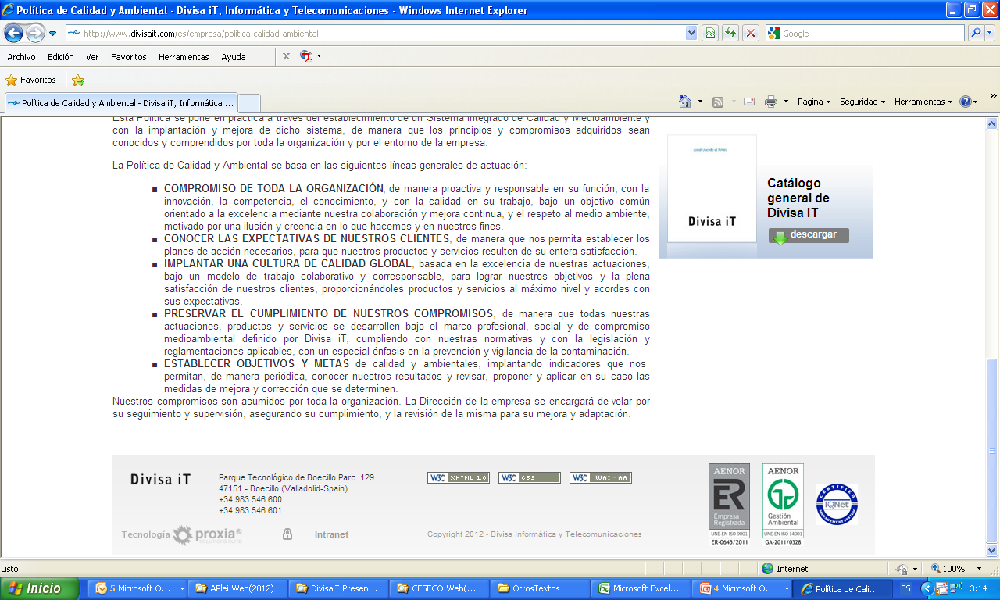 Política de Calidad y Ambiental - Divisa iT, Informática y Telecomunicaciones - Windows Internet Explorer
http://www.divisait.com/es/empresa/politica-calidad-ambiental
Google
Archivo Edición Ver Favoritos Herramientas Ayuda
Favoritos
Política de Calidad y Ambiental - Divisa iT, Informática ...
Página Seguridad Herramientas
Esta Política se pone en práctica a través del establecimiento de un Sistema Integrado de Calidad y Medioambiente y
con la implantación y mejora de dicho sistema, de manera que los principios y compromisos adquiridos sean
conocidos y comprendidos por toda la organización y por el entorno de la empresa.
La Política de Calidad y Ambiental se basa en las siguientes líneas generales de actuación:
COMPROMISO DE TODA LA ORGANIZACIÓN, de manera proactiva y responsable en su función, con la
innovación, la competencia, el conocimiento, y con la calidad en su trabajo, bajo un objetivo común
orientado a la excelencia mediante nuestra colaboración y mejora continua, y el respeto al medio ambiente,
motivado por una ilusión y creencia en lo que hacemos y en nuestros fines.
CONOCER LAS EXPECTATIVAS DE NUESTROS CLIENTES, de manera que nos permita establecer los
planes de acción necesarios, para que nuestros productos y servicios resulten de su entera satisfacción.
IMPLANTAR UNA CULTURA DE CALIDAD GLOBAL, basada en la excelencia de nuestras actuaciones,
bajo un modelo de trabajo colaborativo y corresponsable, para lograr nuestros objetivos y la plena
satisfacción de nuestros clientes, proporcionándoles productos y servicios al máximo nivel y acordes con
sus expectativas.
PRESERVAR EL CUMPLIMIENTO DE NUESTROS COMPROMISOS, de manera que todas nuestras
actuaciones, productos y servicios se desarrollen bajo el marco profesional, social y de compromiso
medioambiental definido por Divisa iT, cumpliendo con nuestras normativas y con la legislación y
reglamentaciones aplicables, con un especial énfasis en la prevención y vigilancia de la contaminación.
ESTABLECER OBJETIVOS Y METAS de calidad y ambientales, implantando indicadores que nos
permitan, de manera periódica, conocer nuestros resultados y revisar, proponer y aplicar en su caso las
medidas de mejora y corrección que se determinen.
Nuestros compromisos son asumidos por toda la organización. La Dirección de la empresa se encargará de velar por
su seguimiento y supervisión, asegurando su cumplimiento, y la revisión de la misma para su mejora y adaptación.
construyendo el futuro
Divisa iT
Catálogo
general de
Divisa IT
descargar
Divisa iT
Parque Tecnológico de Boecillo Parc. 129
47151 - Boecillo (Valladolid-Spain)
+34 983 546 600
+34 983 546 601
W3C XHTML 1.0 W3C CSS W3C WAI-AA
Tecnología proxia
Intranet
Copyright 2012 - Divisa Informática y Telecomunicaciones
AENOR
ER
Empresa
Registrada
UNE-EN ISO 9001
ER-0645/2011
AENOR
Gestión
Ambiental
UNE-EN ISO 14001
GA-2011/0328
CERTIFIED
IQNet
MANAGEMENT SYSTEM
Listo Internet 100%
Inicio 5 Microsoft O... APlei.Web(2012) DivisaiT.Presen... CESECO.Web(... OtrosTextos Microsoft Excel... 4 Microsoft O... Política de Cali... ES 3:14